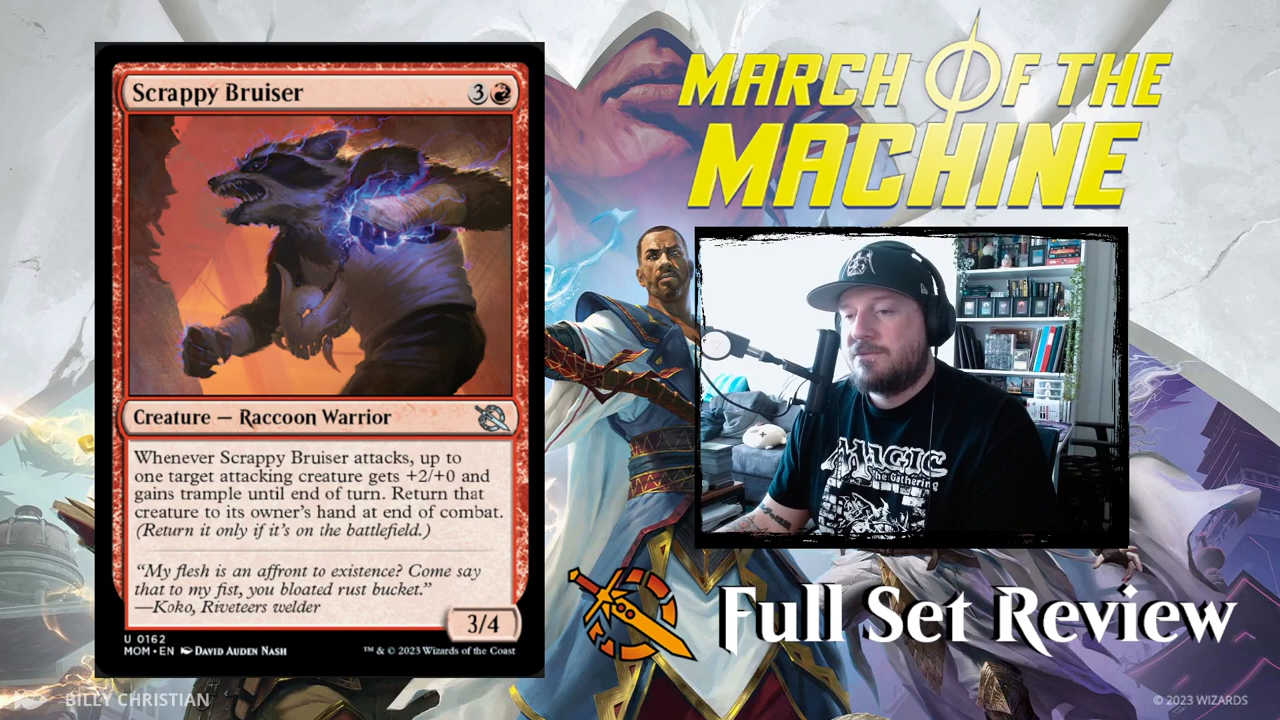 Scrappy Bruiser
3
Creature — Raccoon Warrior
Whenever Scrappy Bruiser attacks, up to
one target attacking creature gets +2/+0 and
gains trample until end of turn. Return that
creature to its owner's hand at end of combat.
(Return it only if it's on the battlefield.)
"My flesh is an affront to existence? Come say
that to my fist, you bloated rust bucket."
—Koko, Riveteers welder
3/4
U 0162
MOM • EN DAVID AUDEN NASH
™ & © 2023 Wizards of the Coast
MARCH OF THE
MACHINE
MAGIC
The Gathering
Full Set Review
BILLY CHRISTIAN
© 2023 WIZARDS